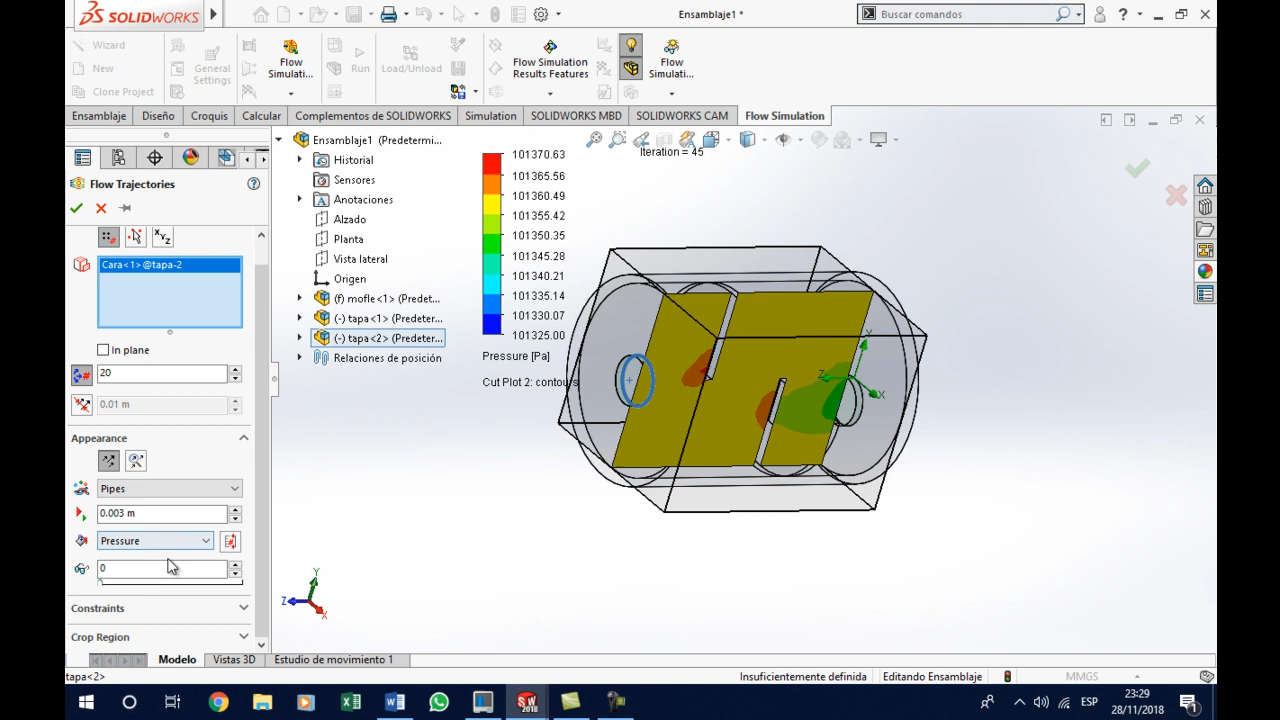 SOLIDWORKS
Ensamblaje1 *
Buscar comandos
?
Wizard
New
Clone Project
General
Settings
Flow
Simulati...
Run
Load/Unload
Flow Simulation
Results Features
Flow
Simulati...
Ensamblaje
Diseño
Croquis
Calcular
Complementos de SOLIDWORKS
Simulation
SOLIDWORKS MBD
SOLIDWORKS CAM
Flow Simulation
Flow Trajectories
?
Cara<1>@tapa-2
In plane
20
0.01 m
Appearance
Pipes
0.003 m
Pressure
0
Constraints
Crop Region
Ensamblaje1 (Predetermi...
Historial
Sensores
Anotaciones
Alzado
Planta
Vista lateral
Origen
(f) mofle<1> (Predet...
(-) tapa<1> (Predeter...
(-) tapa<2> (Predeter...
Relaciones de posición
101370.63
101365.56
101360.49
101355.42
101350.35
101345.28
101340.21
101335.14
101330.07
101325.00
Pressure [Pa]
Cut Plot 2: contours
Iteration = 45
Y
Z
X
Y
Z
X
Modelo
Vistas 3D
Estudio de movimiento 1
tapa<2>
Insuficientemente definida
Editando Ensamblaje
MMGS
SW
2018
ESP
23:29
28/11/2018
1